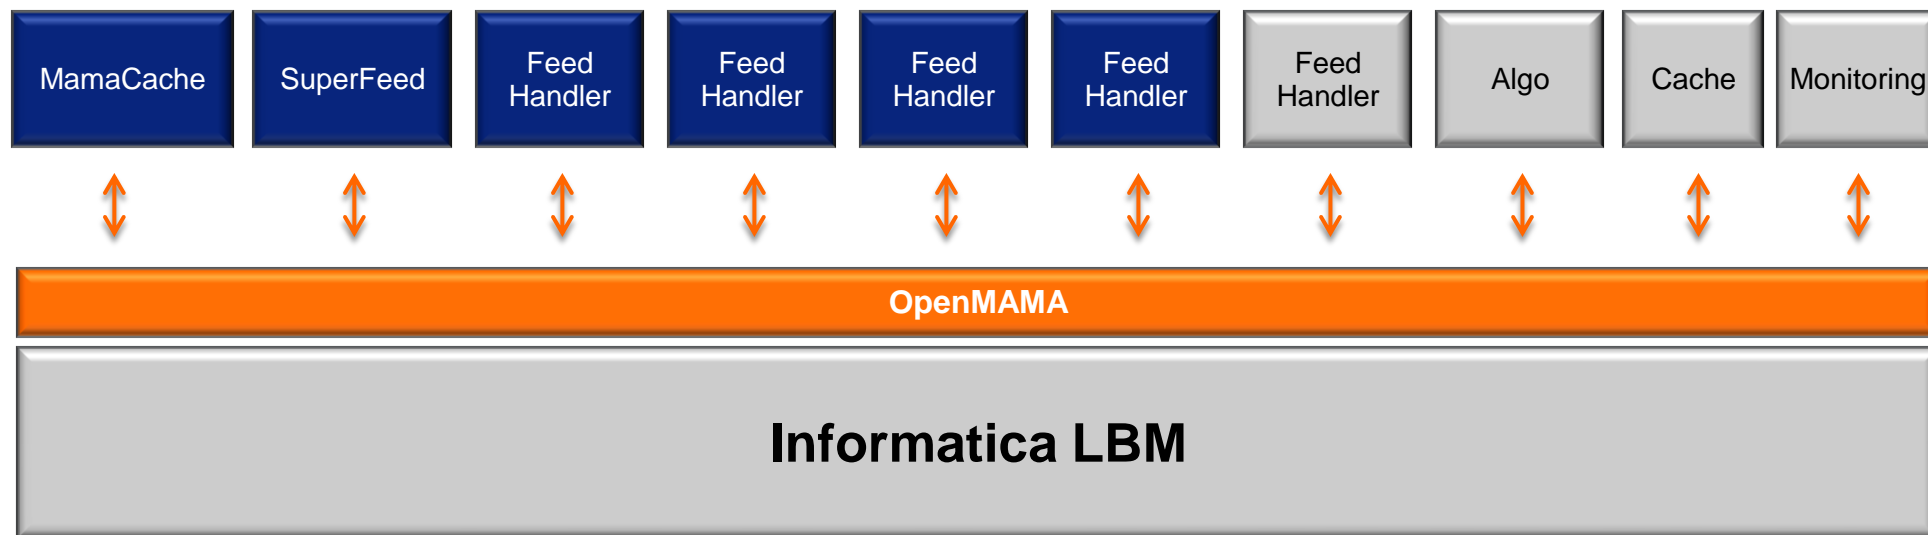 MamaCache
SuperFeed
Feed
Handler
Feed
Handler
Feed
Handler
Feed
Handler
Feed
Handler
Algo
Cache
Monitoring
OpenMAMA
Informatica LBM